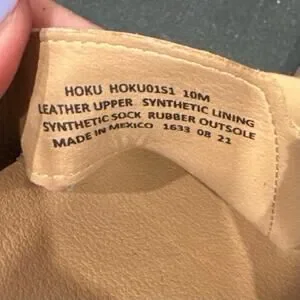 HOKU HOKU01S1 10M
LEATHER UPPER SYNTHETIC LINING
SYNTHETIC SOCK RUBBER OUTSOLE
MADE IN MEXICO 1633 08 21